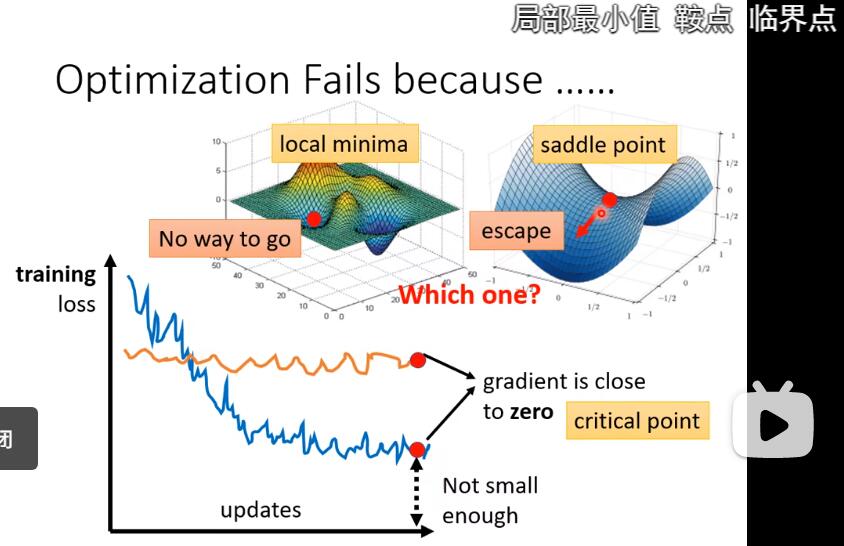 局部最小值 鞍点 临界点
Optimization Fails because ……
local minima
saddle point
No way to go
escape
Which one?
10
5
0
50
40
30
20
10
0
0
10
20
30
40
50
1
1/2
0
−1/2
−1
−1
−1/2
0
1/2
1
−1
−1/2
0
1/2
1
training
loss
gradient is close
to zero
critical point
Not small
enough
updates
团